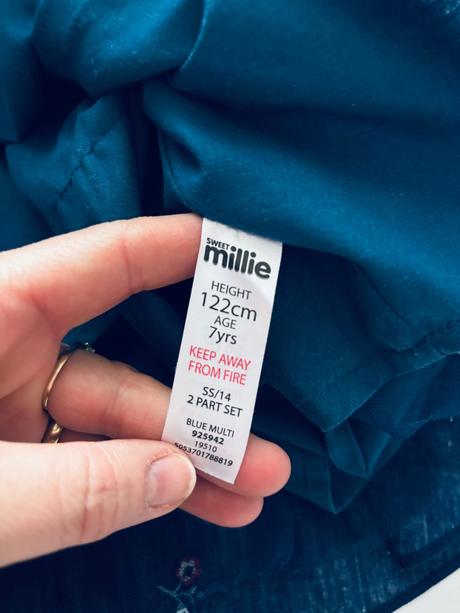 SWEET
millie
HEIGHT
122cm
AGE
7yrs
KEEP AWAY
FROM FIRE
SS/14
2 PART SET
BLUE MULTI
925942
19510
5053701788819